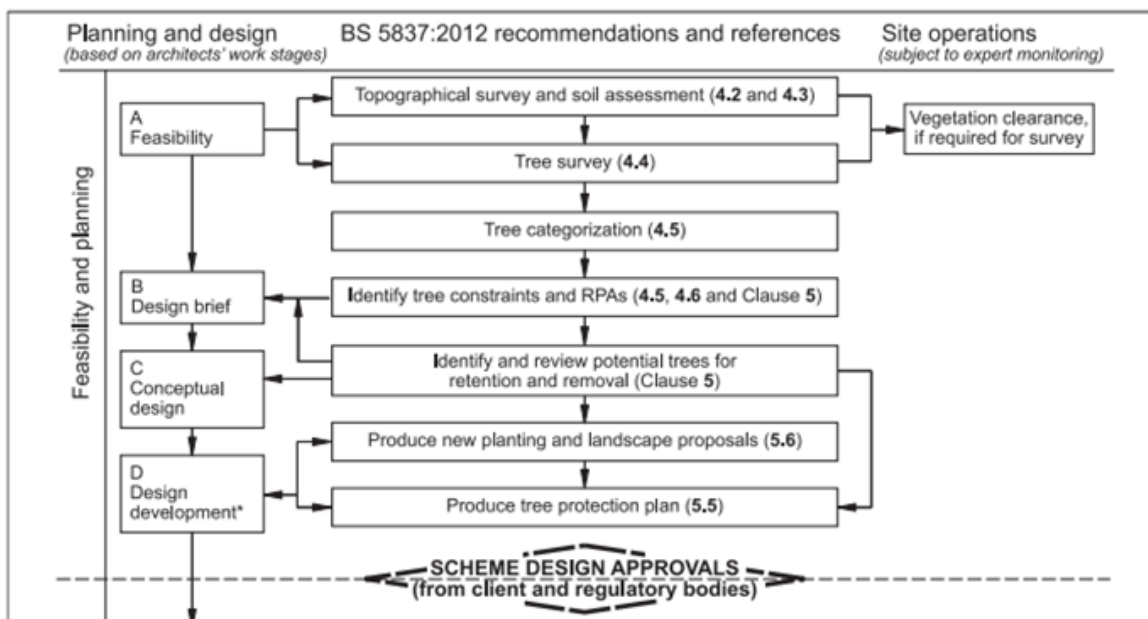 Planning and design
(based on architects' work stages)
BS 5837:2012 recommendations and references
Site operations
(subject to expert monitoring)
Feasibility and planning
A
Feasibility
Topographical survey and soil assessment (4.2 and 4.3)
Vegetation clearance,
if required for survey
Tree survey (4.4)
Tree categorization (4.5)
B
Design brief
Identify tree constraints and RPAs (4.5, 4.6 and Clause 5)
C
Conceptual
design
Identify and review potential trees for
retention and removal (Clause 5)
Produce new planting and landscape proposals (5.6)
D
Design
development*
Produce tree protection plan (5.5)
SCHEME DESIGN APPROVALS
(from client and regulatory bodies)